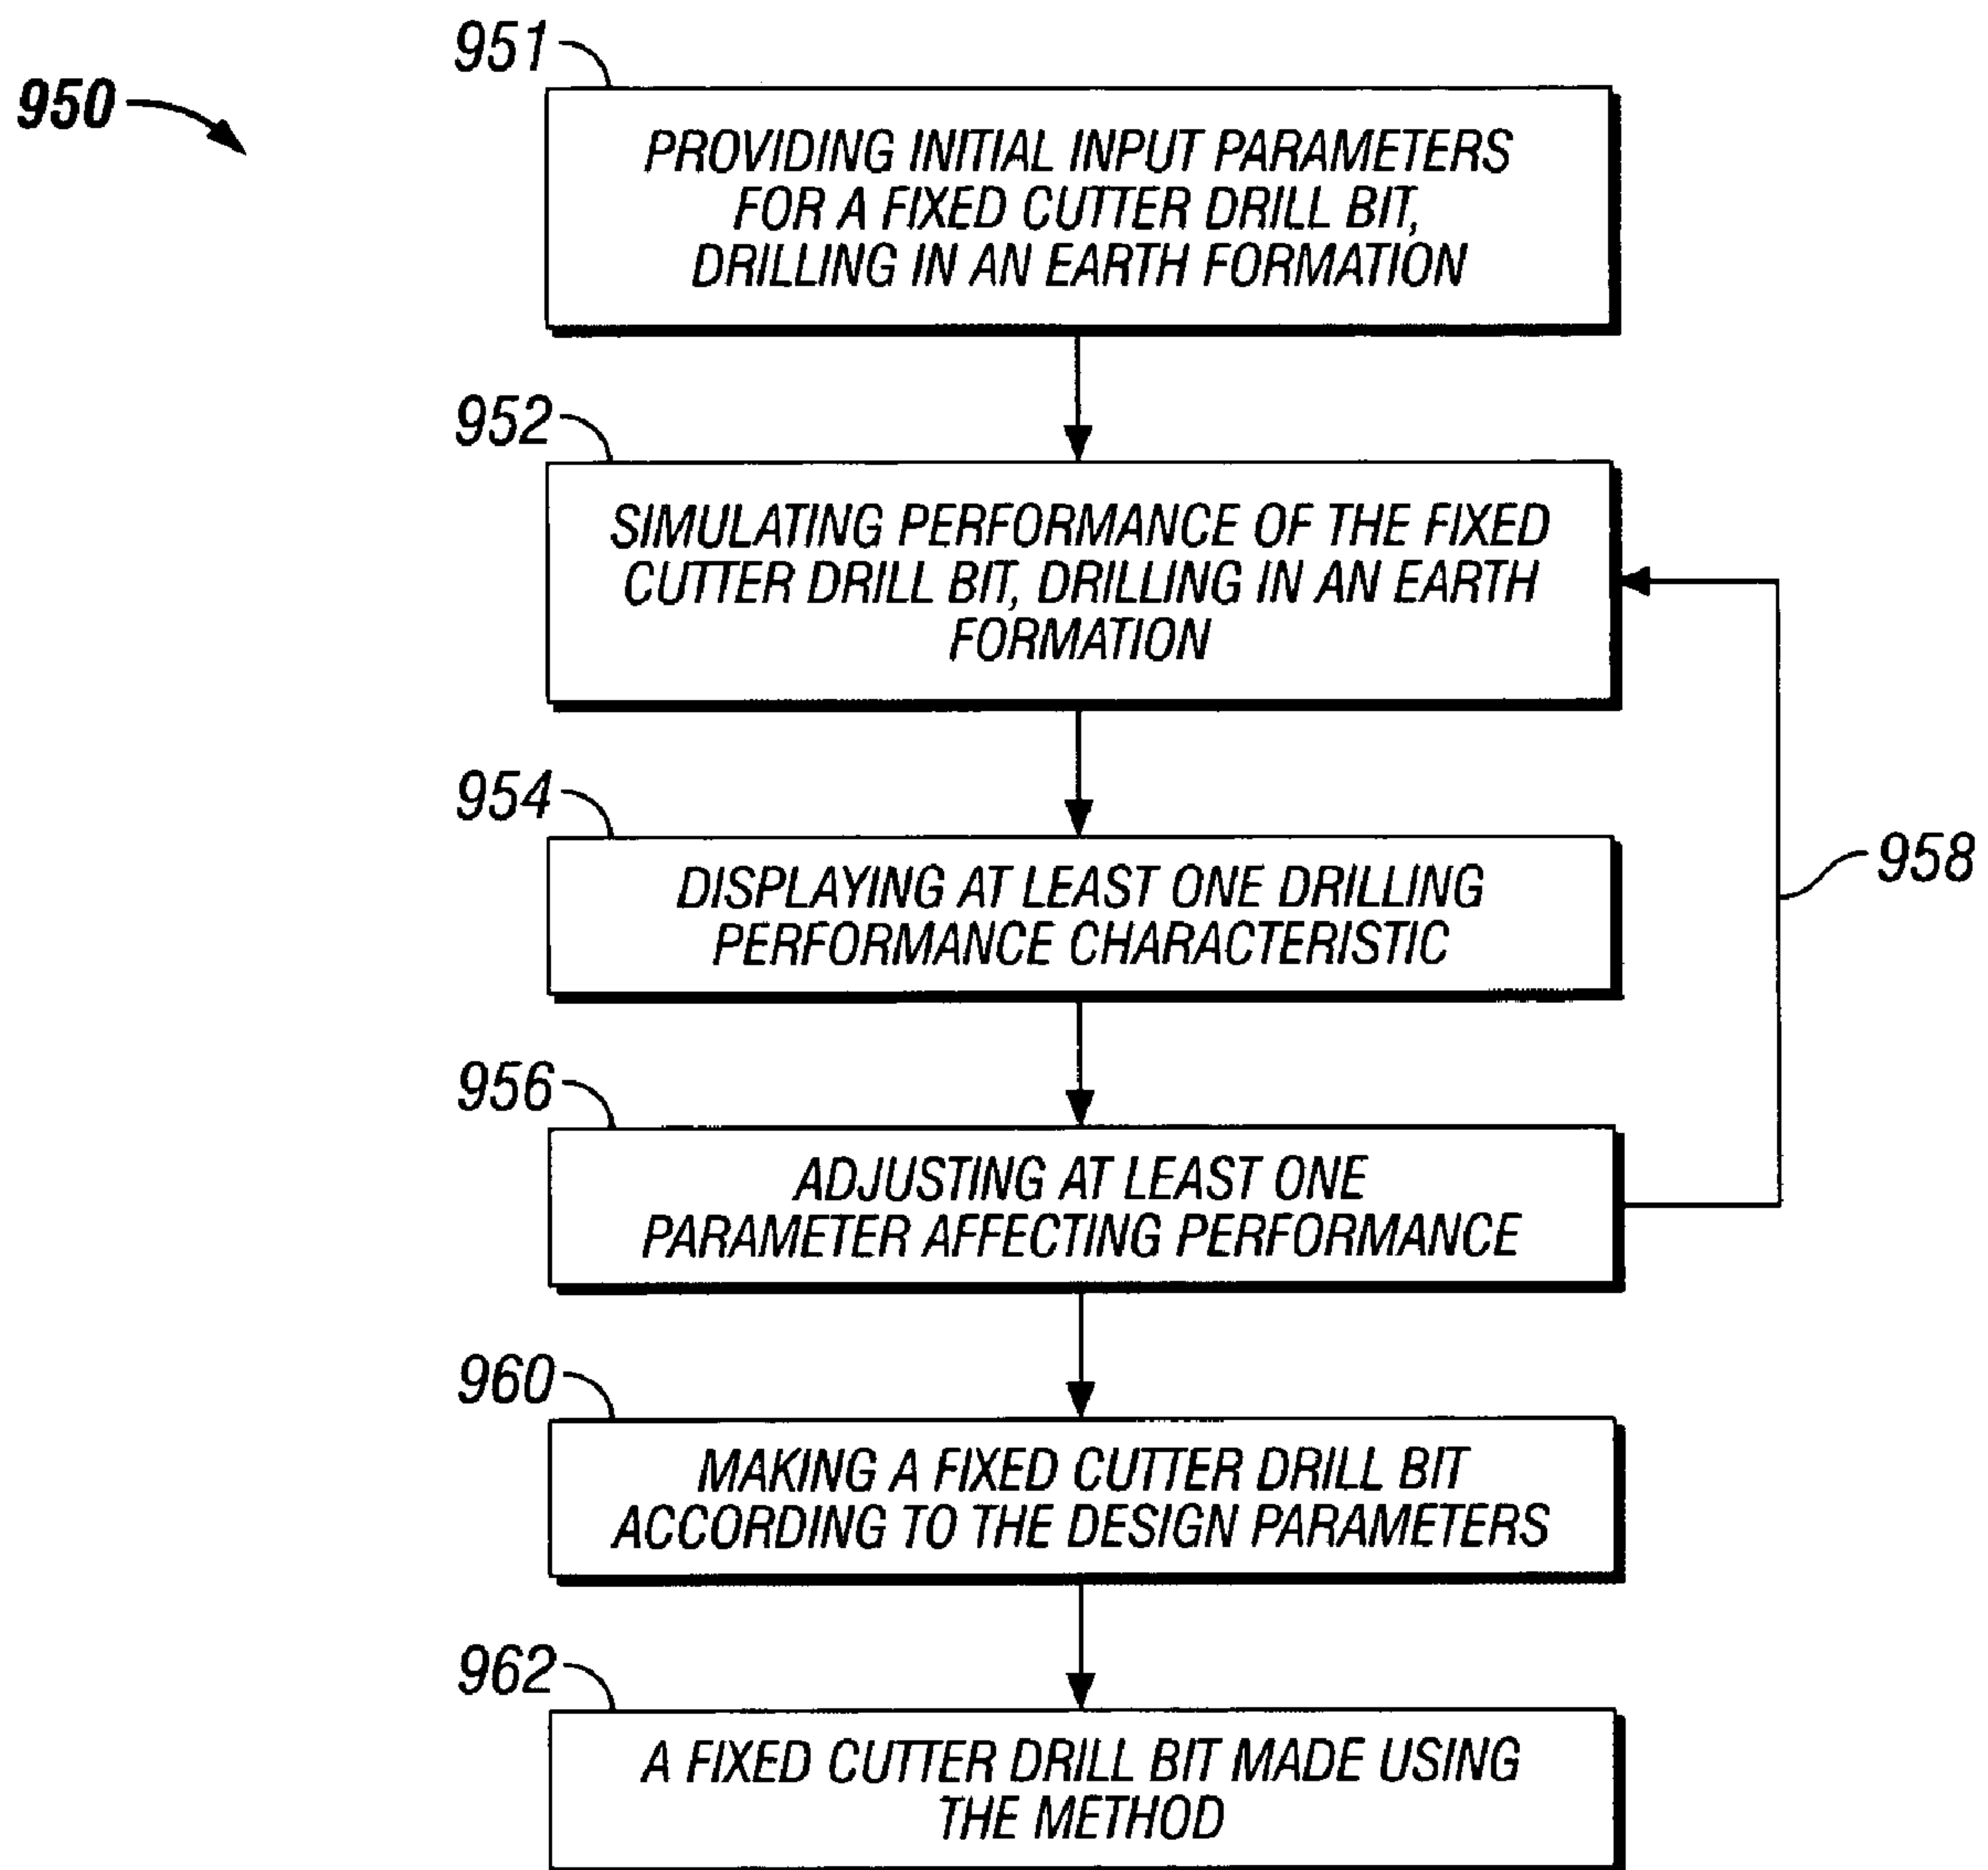 950
951
PROVIDING INITIAL INPUT PARAMETERS
FOR A FIXED CUTTER DRILL BIT,
DRILLING IN AN EARTH FORMATION
952
SIMULATING PERFORMANCE OF THE FIXED
CUTTER DRILL BIT, DRILLING IN AN EARTH
FORMATION
954
DISPLAYING AT LEAST ONE DRILLING
PERFORMANCE CHARACTERISTIC
958
956
ADJUSTING AT LEAST ONE
PARAMETER AFFECTING PERFORMANCE
960
MAKING A FIXED CUTTER DRILL BIT
ACCORDING TO THE DESIGN PARAMETERS
962
A FIXED CUTTER DRILL BIT MADE USING
THE METHOD